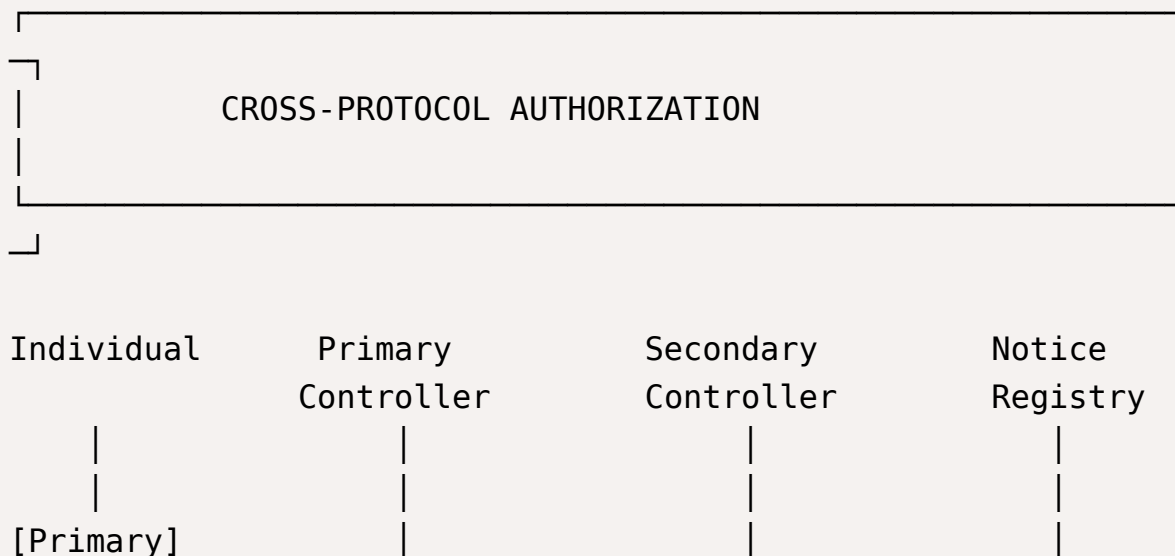 CROSS-PROTOCOL AUTHORIZATION
Individual Primary Secondary Notice
Controller Controller Registry
[Primary]